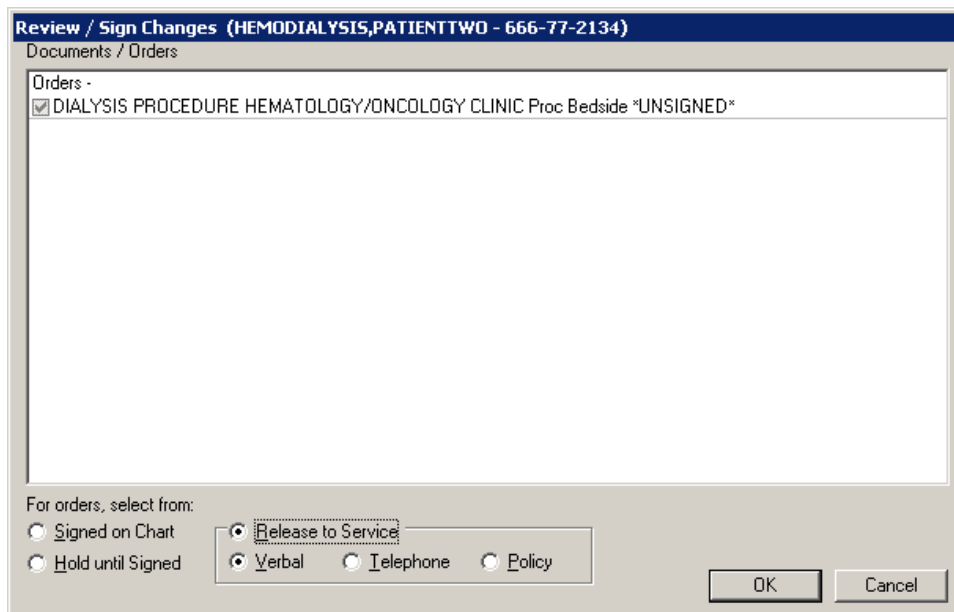 Review / Sign Changes (HEMODIALYSIS,PATIENTTWO - 666-77-2134)
Documents / Orders
Orders -
DIALYSIS PROCEDURE HEMATOLOGY/ONCOLOGY CLINIC Proc Bedside *UNSIGNED*
For orders, select from:
Signed on Chart Release to Service
Hold until Signed Verbal Telephone Policy
OK Cancel